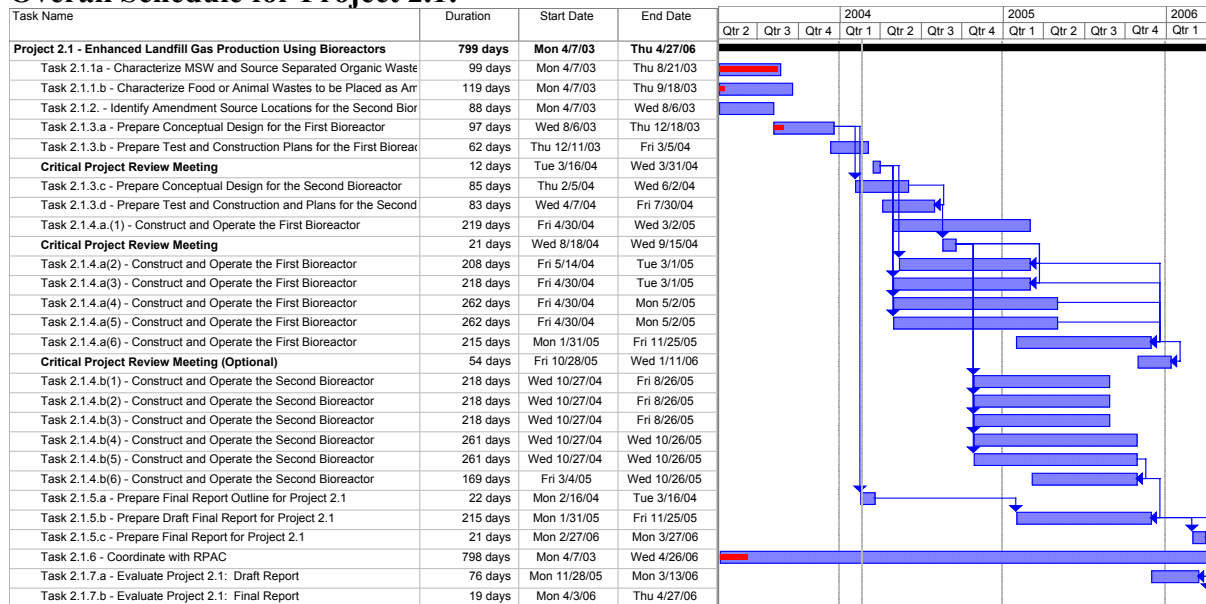 Overall Schedule for Project 2.1:
Task Name Duration Start Date End Date 2004 2005 2006
Qtr 2 Qtr 3 Qtr 4 Qtr 1 Qtr 2 Qtr 3 Qtr 4 Qtr 1 Qtr 2 Qtr 3 Qtr 4 Qtr 1
Project 2.1 - Enhanced Landfill Gas Production Using Bioreactors 799 days Mon 4/7/03 Thu 4/27/06
Task 2.1.1a - Characterize MSW and Source Separated Organic Waste 99 days Mon 4/7/03 Thu 8/21/03
Task 2.1.1.b - Characterize Food or Animal Wastes to be Placed as Am 119 days Mon 4/7/03 Thu 9/18/03
Task 2.1.2. - Identify Amendment Source Locations for the Second Bior 88 days Mon 4/7/03 Wed 8/6/03
Task 2.1.3.a - Prepare Conceptual Design for the First Bioreactor 97 days Wed 8/6/03 Thu 12/18/03
Task 2.1.3.b - Prepare Test and Construction Plans for the First Bioreac 62 days Thu 12/11/03 Fri 3/5/04
Critical Project Review Meeting 12 days Tue 3/16/04 Wed 3/31/04
Task 2.1.3.c - Prepare Conceptual Design for the Second Bioreactor 85 days Thu 2/5/04 Wed 6/2/04
Task 2.1.3.d - Prepare Test and Construction and Plans for the Second 83 days Wed 4/7/04 Fri 7/30/04
Task 2.1.4.a.(1) - Construct and Operate the First Bioreactor 219 days Fri 4/30/04 Wed 3/2/05
Critical Project Review Meeting 21 days Wed 8/18/04 Wed 9/15/04
Task 2.1.4.a(2) - Construct and Operate the First Bioreactor 208 days Fri 5/14/04 Tue 3/1/05
Task 2.1.4.a(3) - Construct and Operate the First Bioreactor 218 days Fri 4/30/04 Tue 3/1/05
Task 2.1.4.a(4) - Construct and Operate the First Bioreactor 262 days Fri 4/30/04 Mon 5/2/05
Task 2.1.4.a(5) - Construct and Operate the First Bioreactor 262 days Fri 4/30/04 Mon 5/2/05
Task 2.1.4.a(6) - Construct and Operate the First Bioreactor 215 days Mon 1/31/05 Fri 11/25/05
Critical Project Review Meeting (Optional) 54 days Fri 10/28/05 Wed 1/11/06
Task 2.1.4.b(1) - Construct and Operate the Second Bioreactor 218 days Wed 10/27/04 Fri 8/26/05
Task 2.1.4.b(2) - Construct and Operate the Second Bioreactor 218 days Wed 10/27/04 Fri 8/26/05
Task 2.1.4.b(3) - Construct and Operate the Second Bioreactor 218 days Wed 10/27/04 Fri 8/26/05
Task 2.1.4.b(4) - Construct and Operate the Second Bioreactor 261 days Wed 10/27/04 Wed 10/26/05
Task 2.1.4.b(5) - Construct and Operate the Second Bioreactor 261 days Wed 10/27/04 Wed 10/26/05
Task 2.1.4.b(6) - Construct and Operate the Second Bioreactor 169 days Fri 3/4/05 Wed 10/26/05
Task 2.1.5.a - Prepare Final Report Outline for Project 2.1 22 days Mon 2/16/04 Tue 3/16/04
Task 2.1.5.b - Prepare Draft Final Report for Project 2.1 215 days Mon 1/31/05 Fri 11/25/05
Task 2.1.5.c - Prepare Final Report for Project 2.1 21 days Mon 2/27/06 Mon 3/27/06
Task 2.1.6 - Coordinate with RPAC 798 days Mon 4/7/03 Wed 4/26/06
Task 2.1.7.a - Evaluate Project 2.1: Draft Report 76 days Mon 11/28/05 Mon 3/13/06
Task 2.1.7.b - Evaluate Project 2.1: Final Report 19 days Mon 4/3/06 Thu 4/27/06